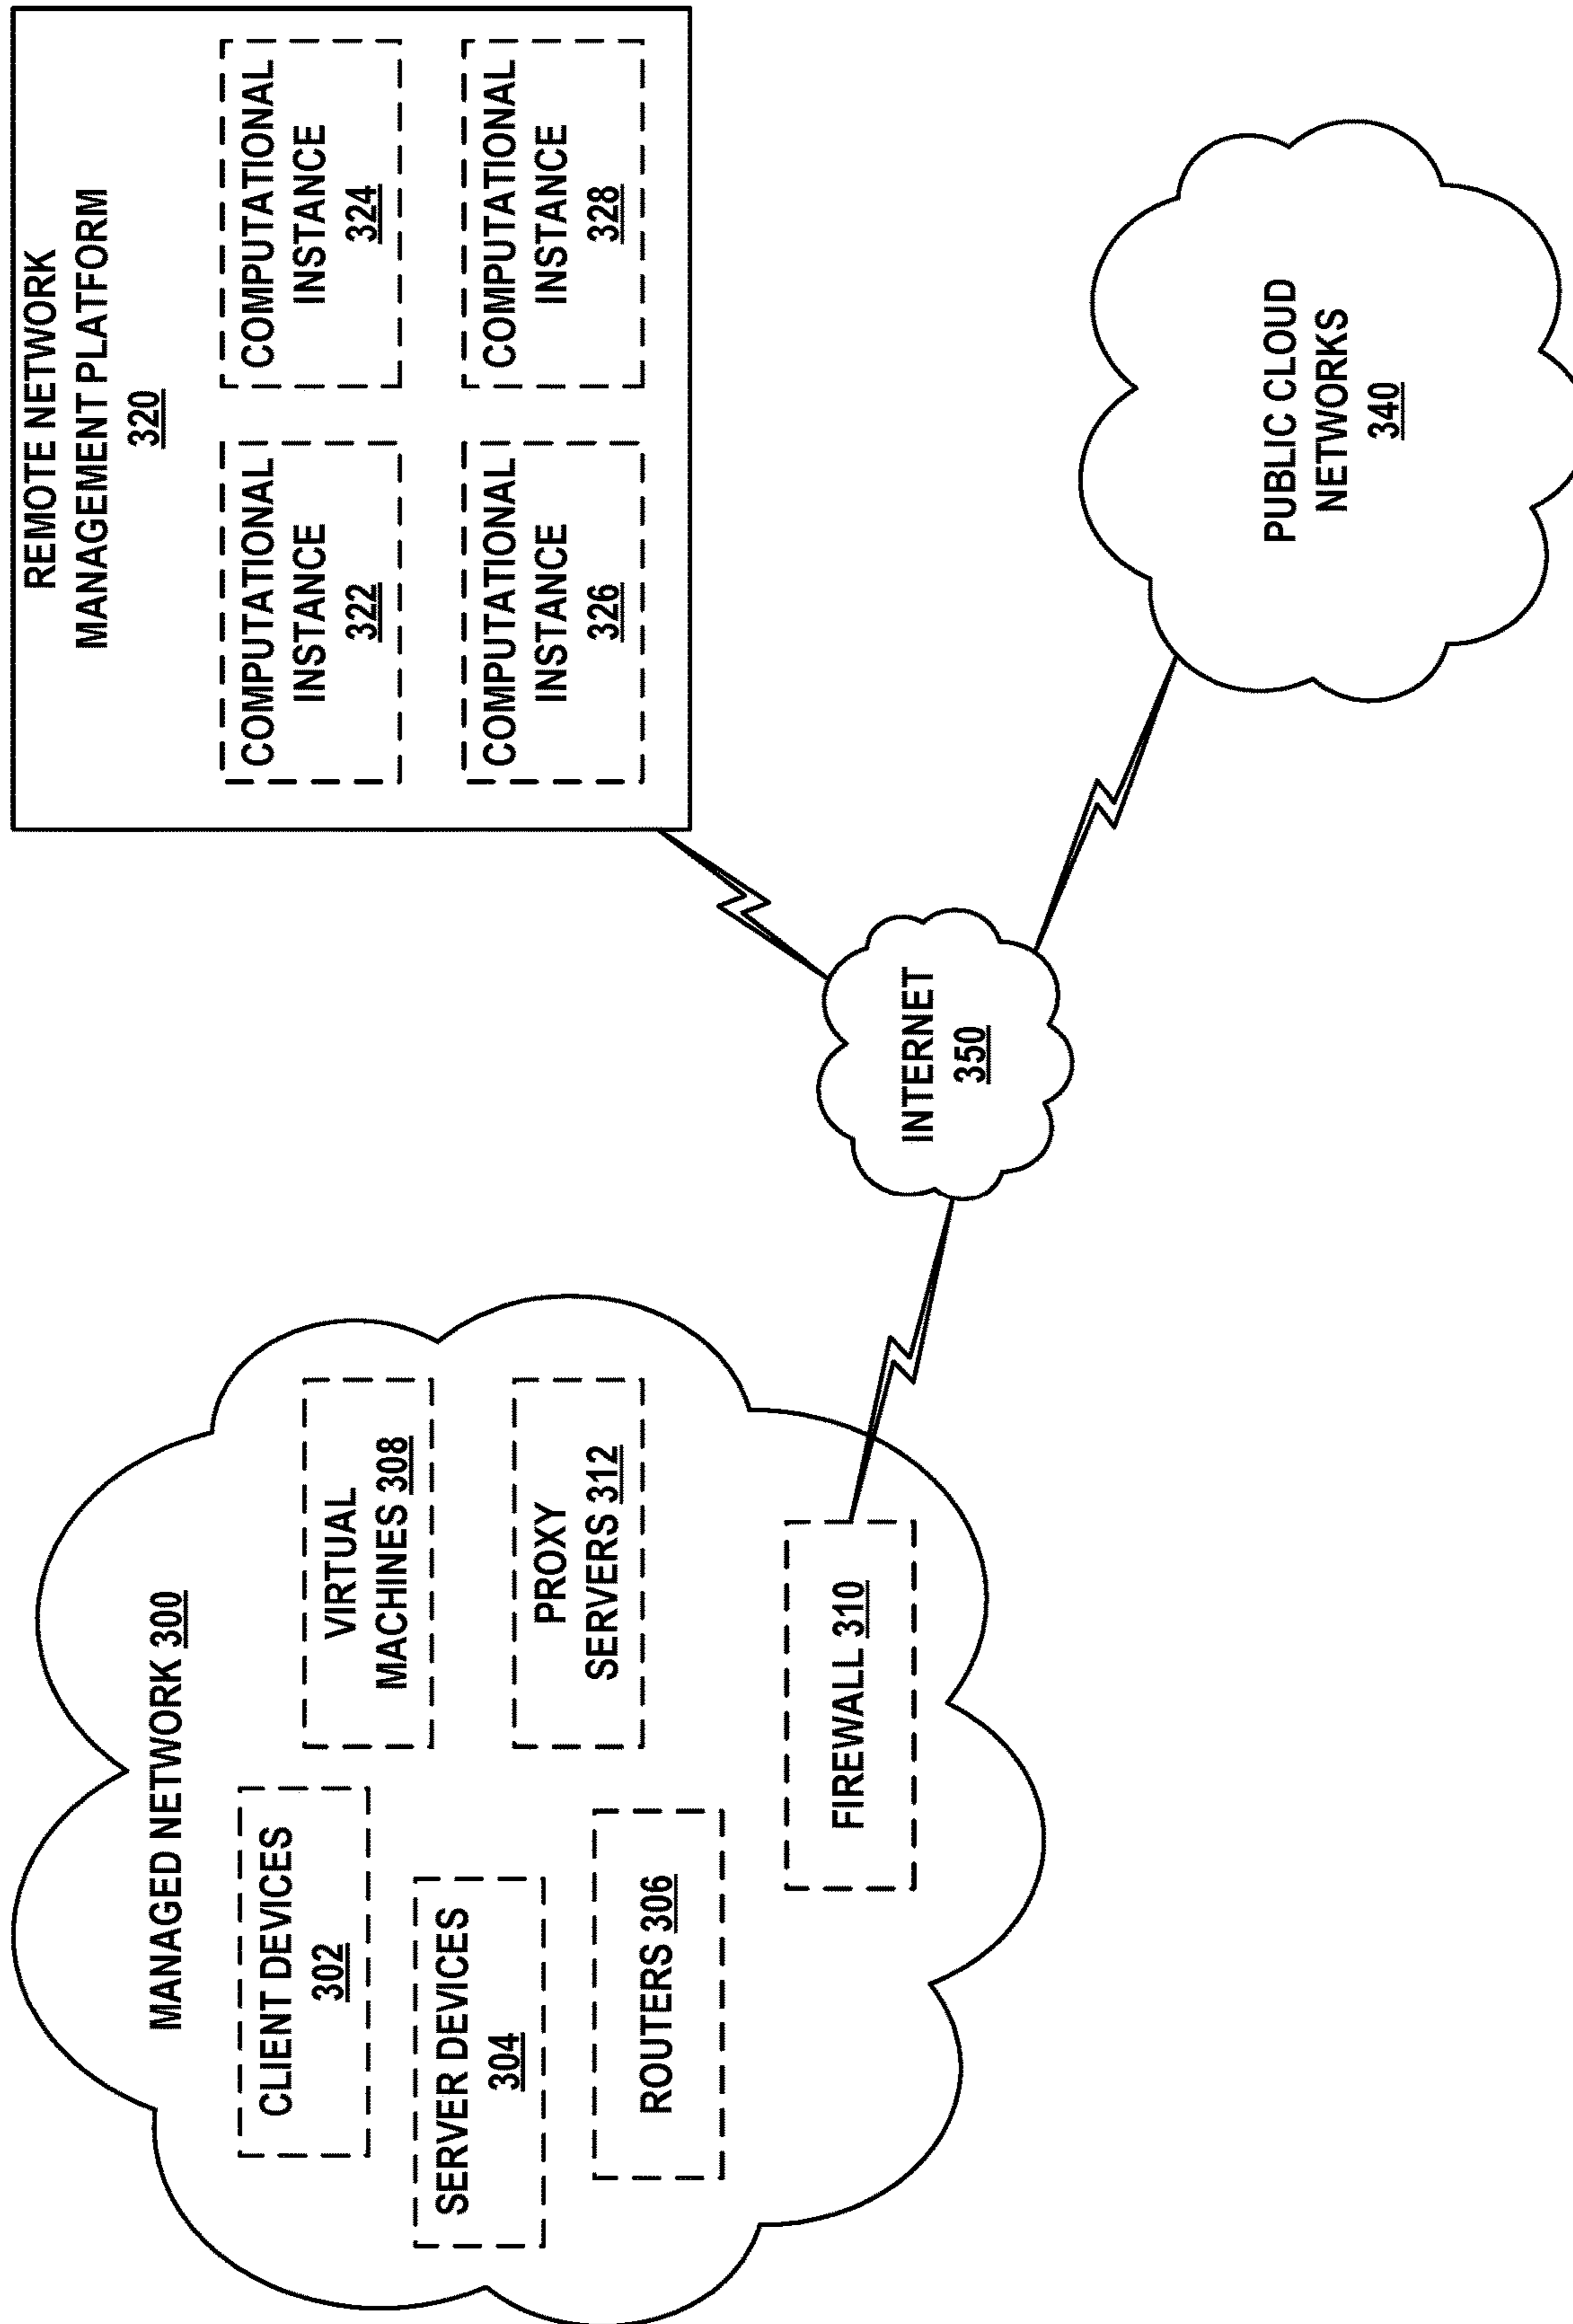 MANAGED NETWORK 300
CLIENT DEVICES
302
SERVER DEVICES
304
ROUTERS 306
VIRTUAL
MACHINES 308
PROXY
SERVERS 312
FIREWALL 310
INTERNET
350
REMOTE NETWORK
MANAGEMENT PLATFORM
320
COMPUTATIONAL
INSTANCE
322
COMPUTATIONAL
INSTANCE
324
COMPUTATIONAL
INSTANCE
326
COMPUTATIONAL
INSTANCE
328
PUBLIC CLOUD
NETWORKS
340